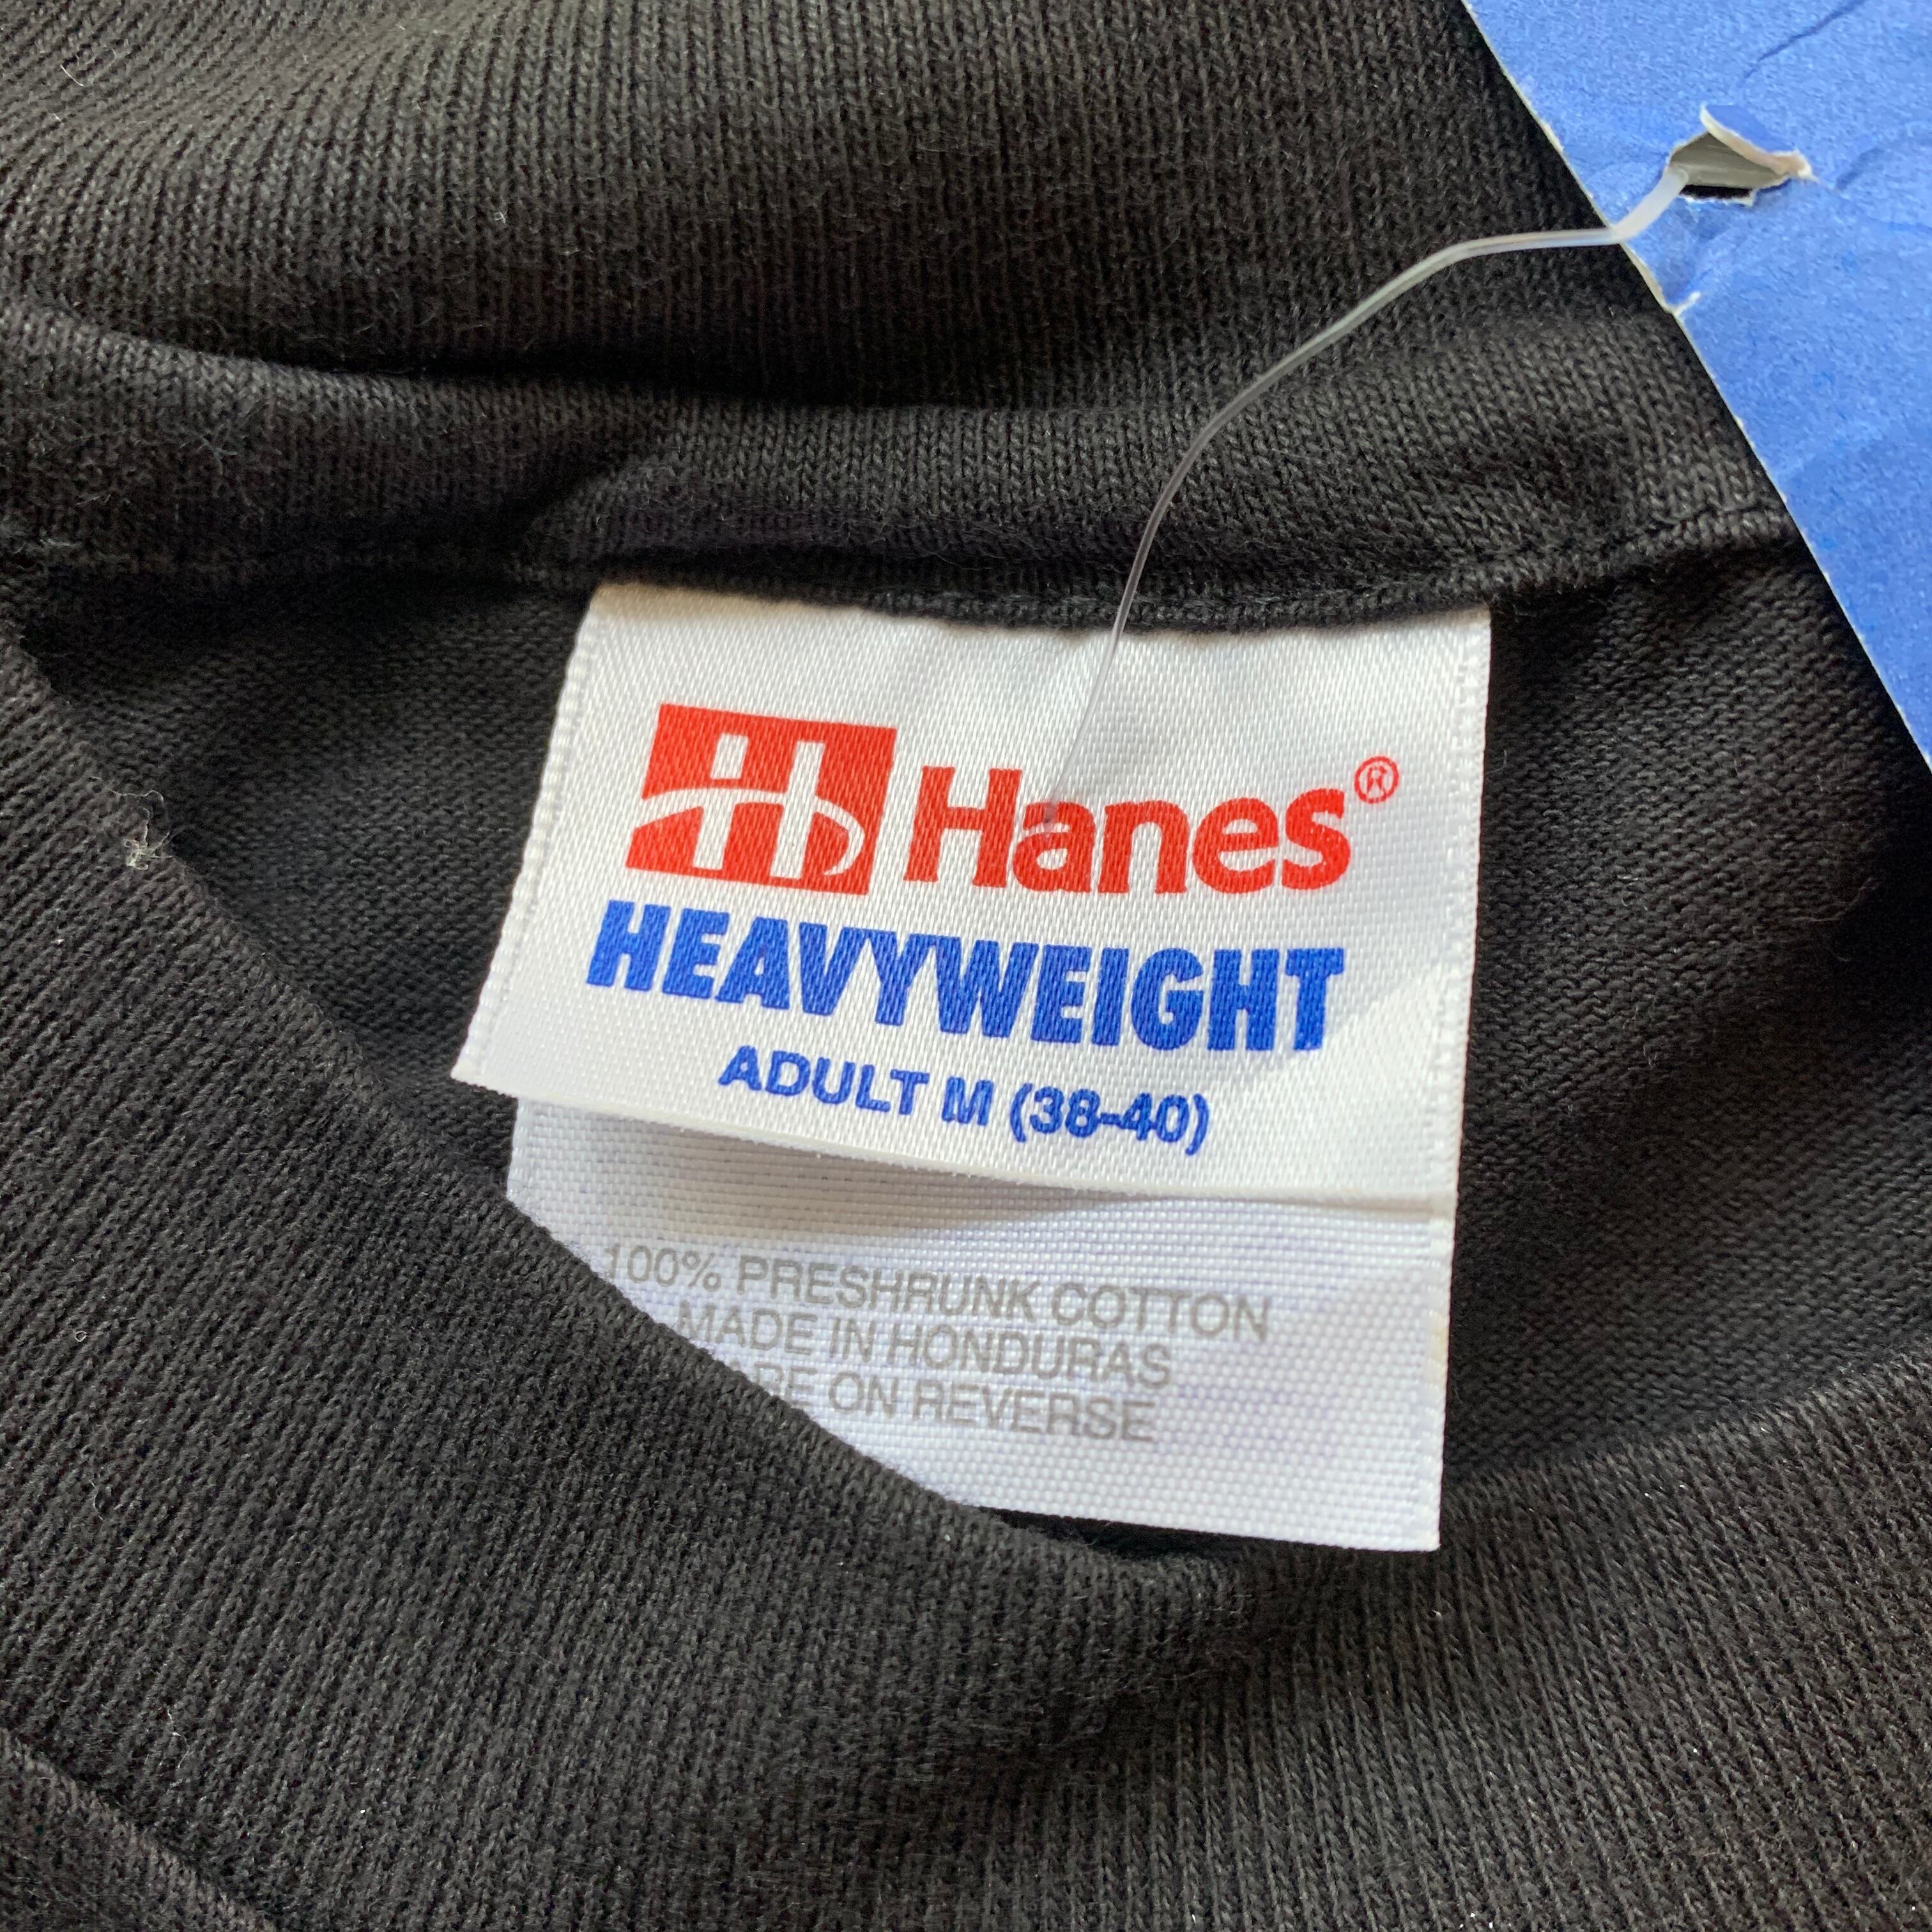 Hanes®
HEAVYWEIGHT
ADULT M (38-40)
100% PRESHRUNK COTTON
MADE IN HONDURAS
ON REVERSE